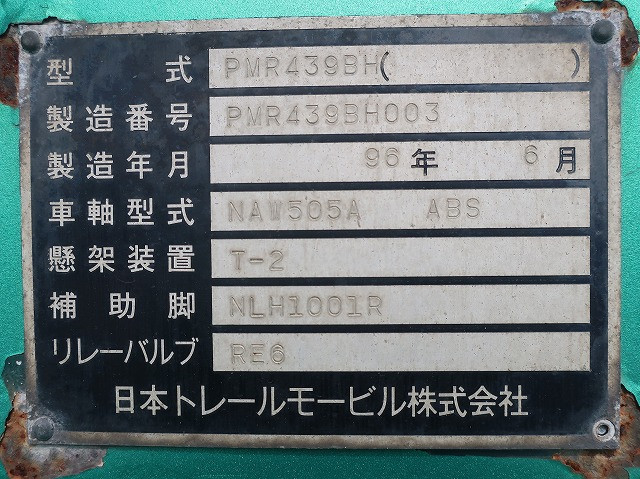 型式 PMR439BH( )
製造番号 PMR439BH003
製造年月 96年 6月
車軸型式 NAW505A ABS
懸架装置 T-2
補助脚 NLH1001R
リレーバルブ RE6
日本トレールモービル株式会社